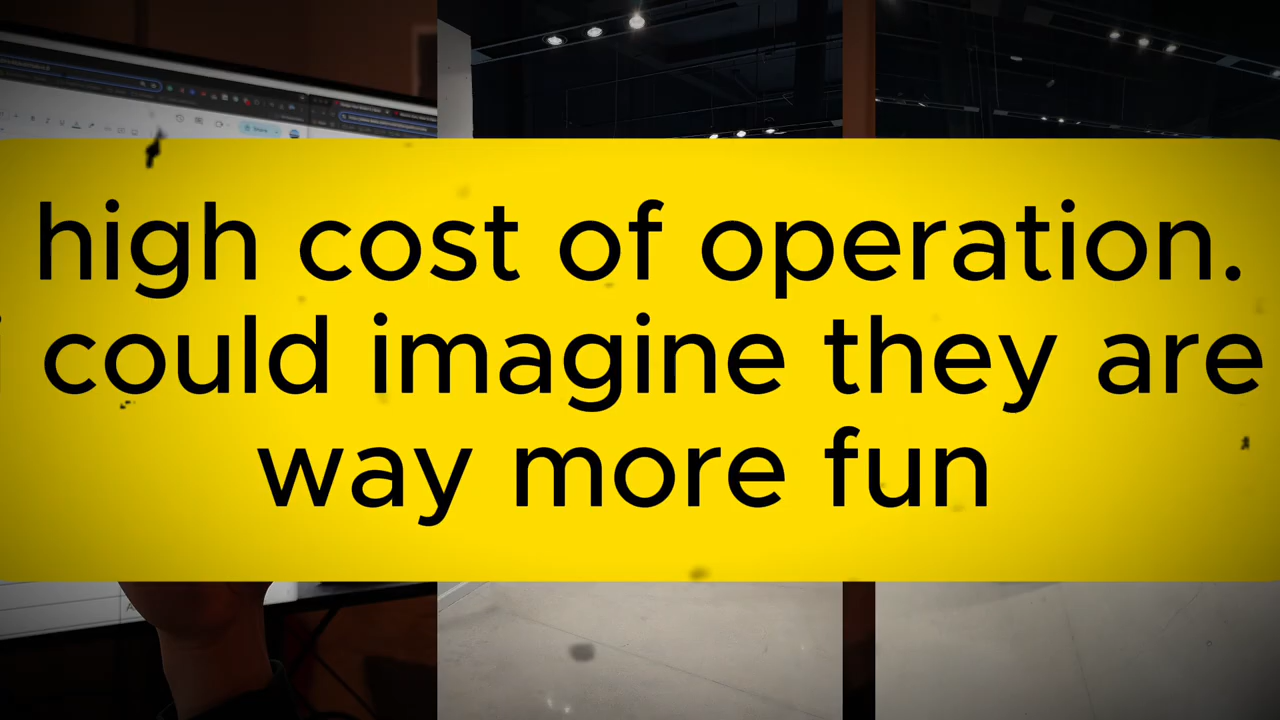 high cost of operation.
i could imagine they are
way more fun